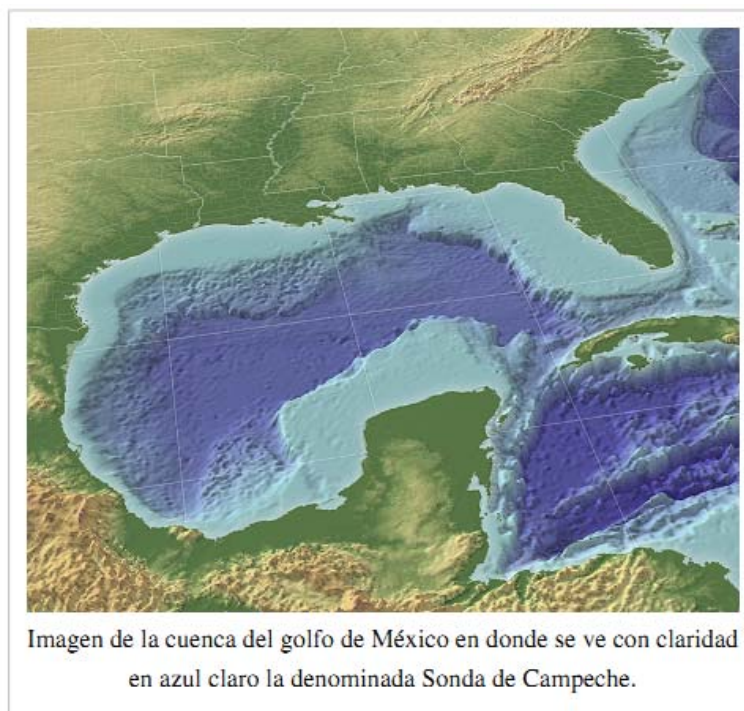 Imagen de la cuenca del golfo de México en donde se ve con claridad
en azul claro la denominada Sonda de Campeche.